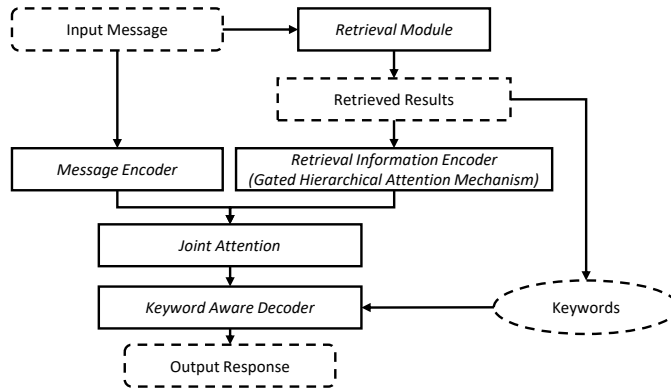 Input Message
Retrieval Module
Retrieved Results
Message Encoder
Retrieval Information Encoder
(Gated Hierarchical Attention Mechanism)
Joint Attention
Keyword Aware Decoder
Keywords
Output Response